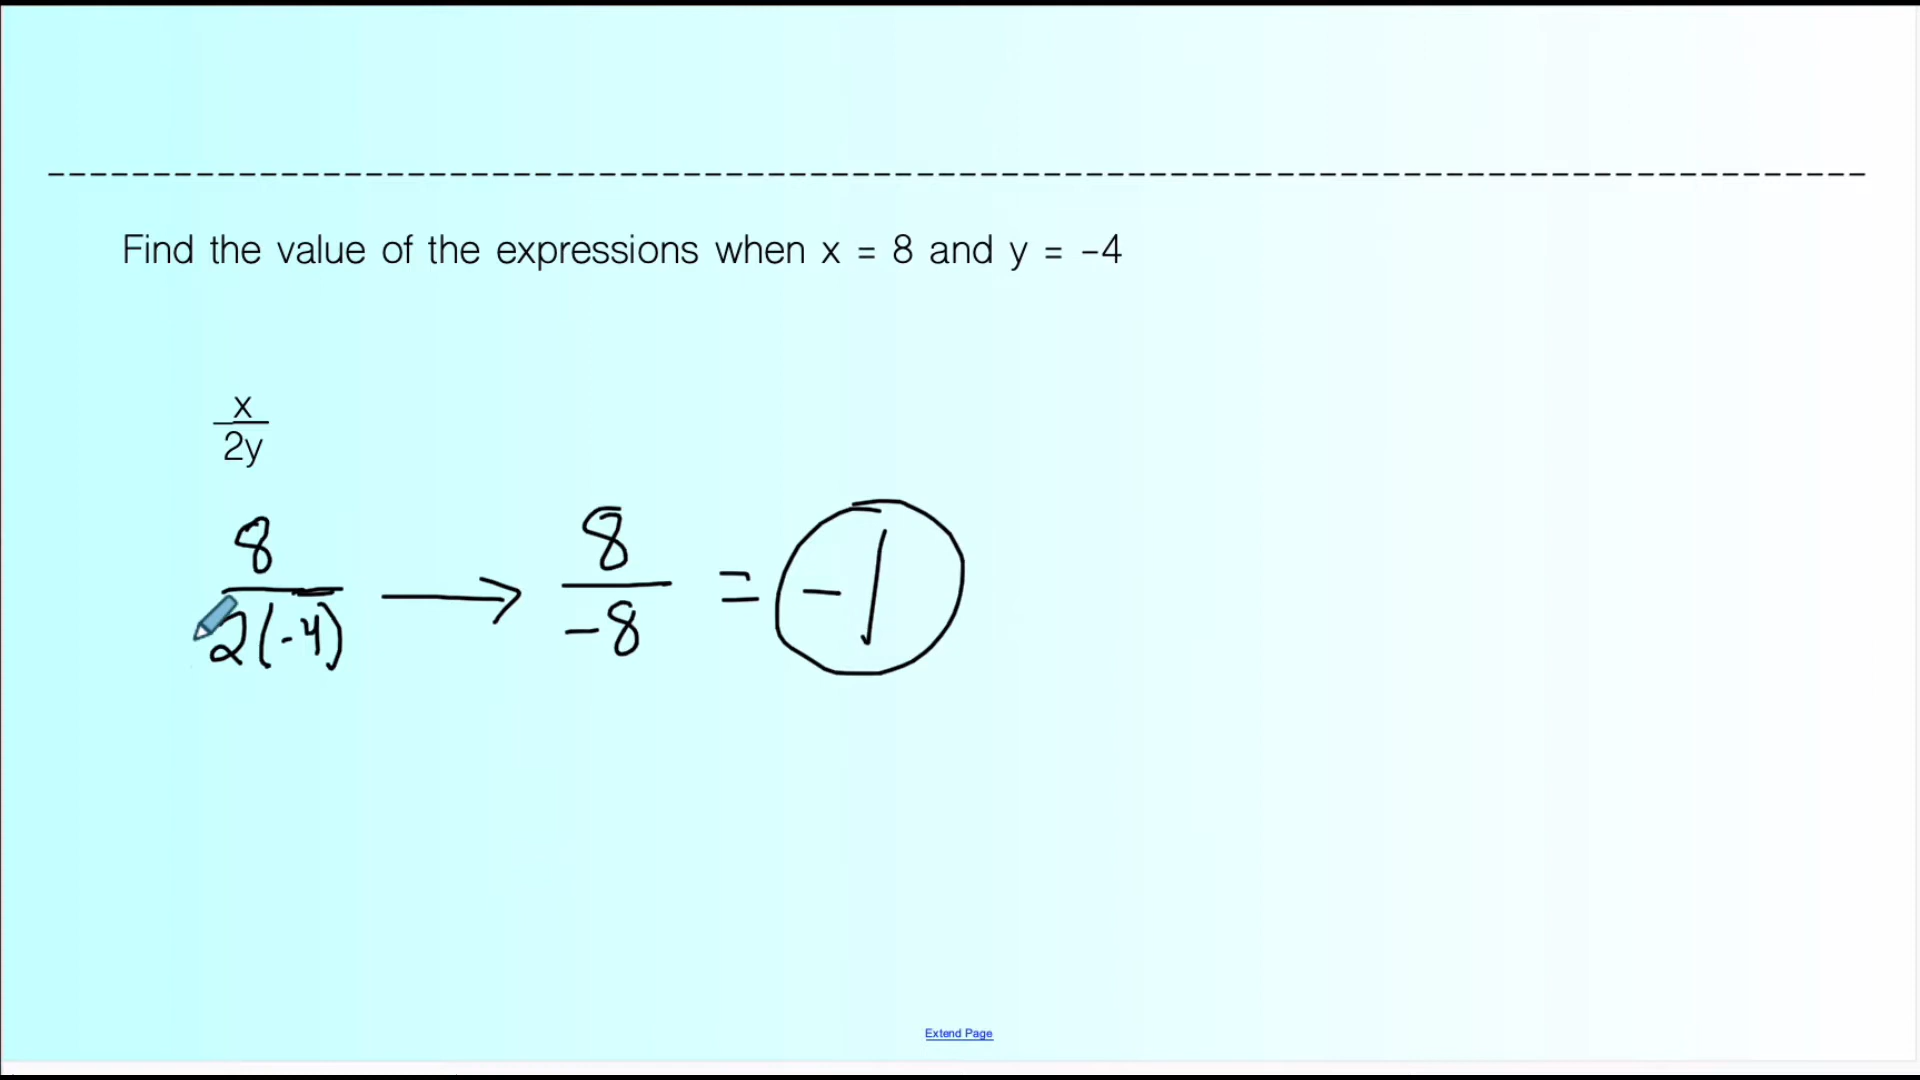 Find the value of the expressions when x = 8 and y = -4
x
2y
8
2(-4)
8
-8
= -1
Extend Page